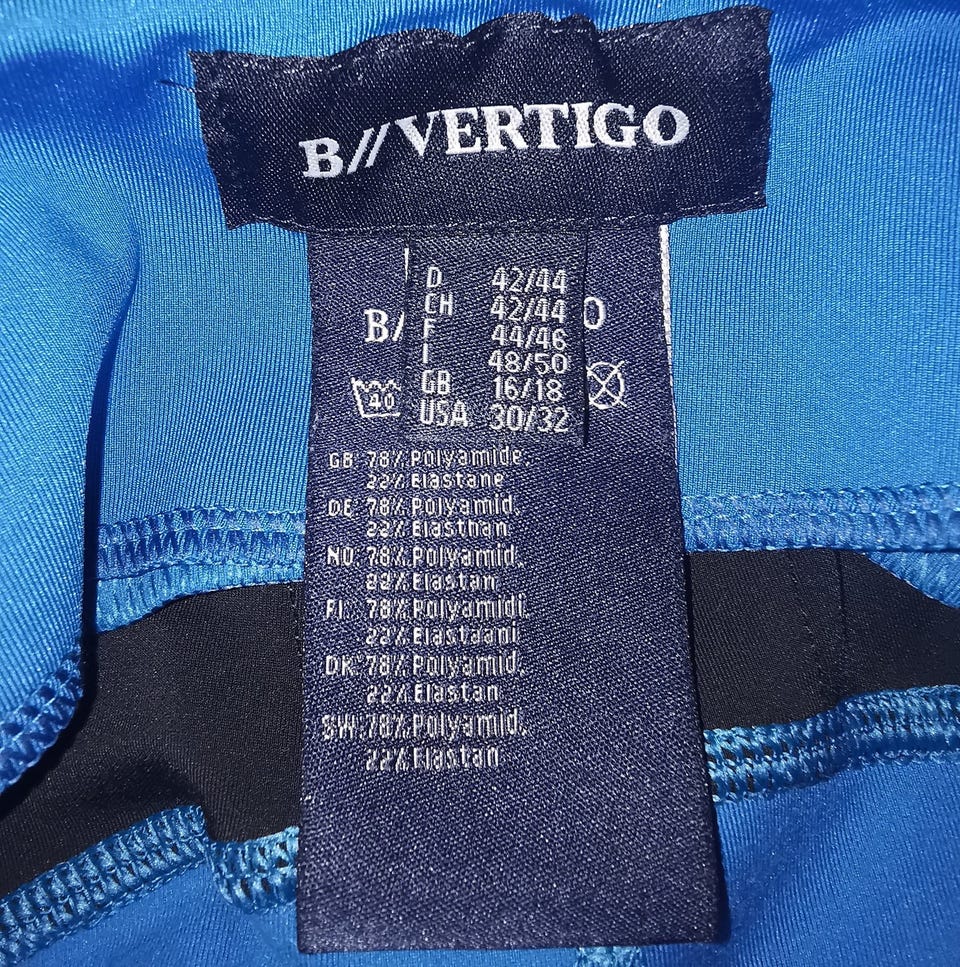 B//VERTIGO
D 42/44
CH 42/44
F 44/46
I 48/50
GB 16/18
USA 30/32
B/ O
40
GB 78% Polyamide.
22% Elastane
DE 78% Polyamid.
22% Elasthan
NO 78% Polyamid.
22% Elastan
FI: 78% Polyamidi.
22% Elastaani
DK: 78% Polyamid.
22% Elastan
SW: 78% Polyamid.
22% Elastan